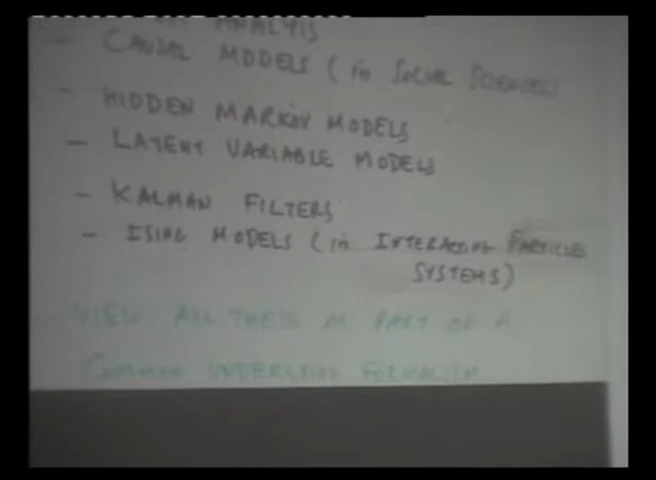 ANALYSIS
- CAUSAL MODELS (in SOCIAL SCIENCES)
- HIDDEN MARKOV MODELS
- LATENT VARIABLE MODELS
- KALMAN FILTERS
- ISING MODELS (in INTERACTING PARTICLE
SYSTEMS)
VIEW ALL THESE AS PART OF A
COMMON UNDERLYING FORMALISM